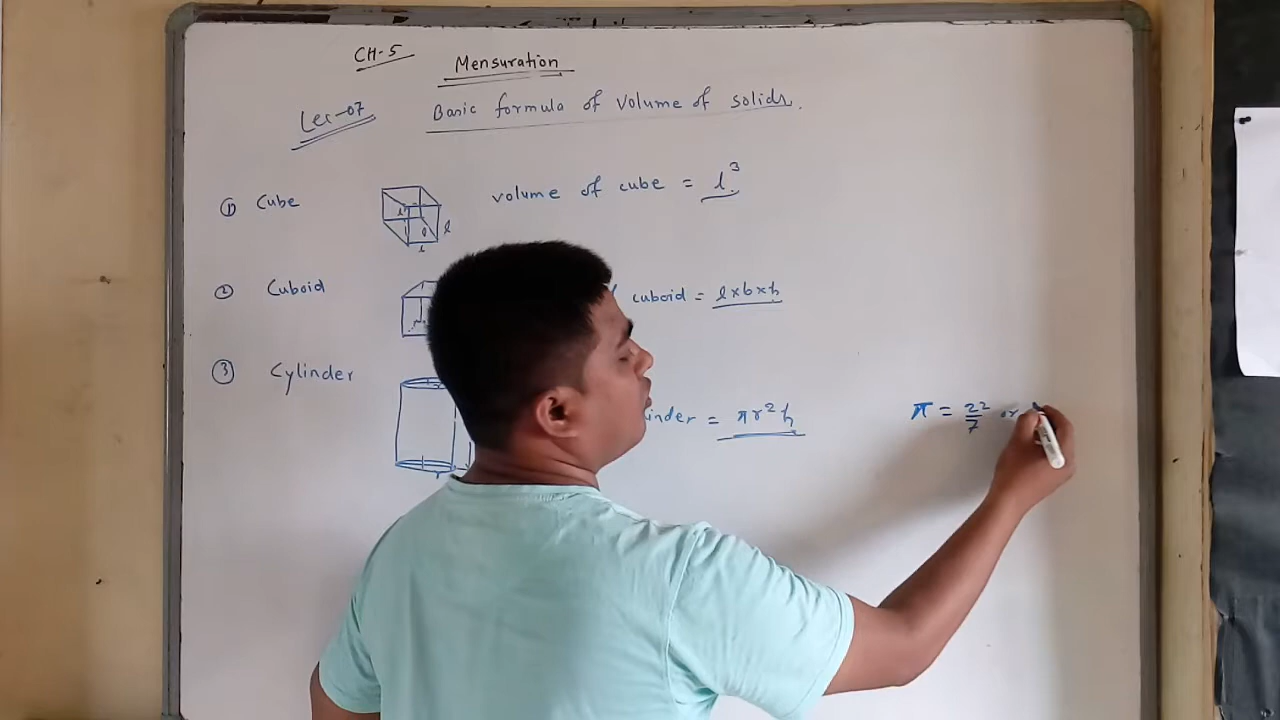 CH-5
Mensuration
Lec-07
Basic formula of Volume of solids.
① Cube
l
l
volume of cube = l³
② Cuboid
cuboid = l×b×h
③ Cylinder
= πr²h
π = 22/7 or